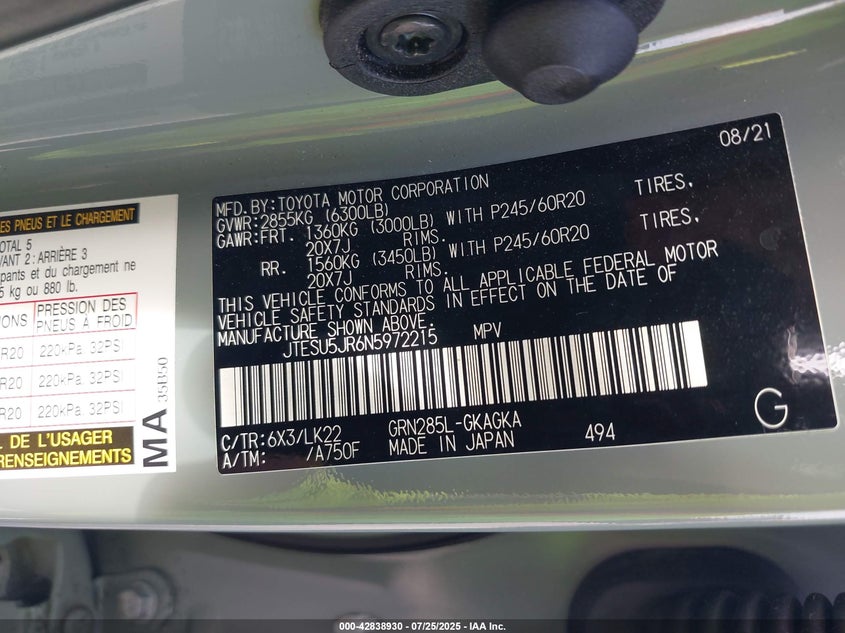 08/21
MFD.BY:TOYOTA MOTOR CORPORATION
GVWR:2855KG (6300LB)
GAWR:FRT. 1360KG (3000LB) WITH P245/60R20 TIRES,
20X7J RIMS.
RR. 1560KG (3450LB) WITH P245/60R20 TIRES,
20X7J RIMS.
THIS VEHICLE CONFORMS TO ALL APPLICABLE FEDERAL MOTOR
VEHICLE SAFETY STANDARDS IN EFFECT ON THE DATE OF
MANUFACTURE SHOWN ABOVE.
JTESU5JR6N5972215 MPV
C/TR:6X3/LK22 GRN285L-GKAGKA
A/TM: /A750F MADE IN JAPAN 494
G
ES PNEUS ET LE CHARGEMENT
OTAL 5
VANT 2 : ARRIÈRE 3
pants et du chargement ne
5 kg ou 880 lb.
ONS PRESSION DES
PNEUS À FROID
R20 220kPa, 32PSI
R20 220kPa, 32PSI
R20 220kPa, 32PSI
L DE L'USAGER
RENSEIGNEMENTS
MA 35H50
000-42838930 - 07/25/2025 - IAA Inc.